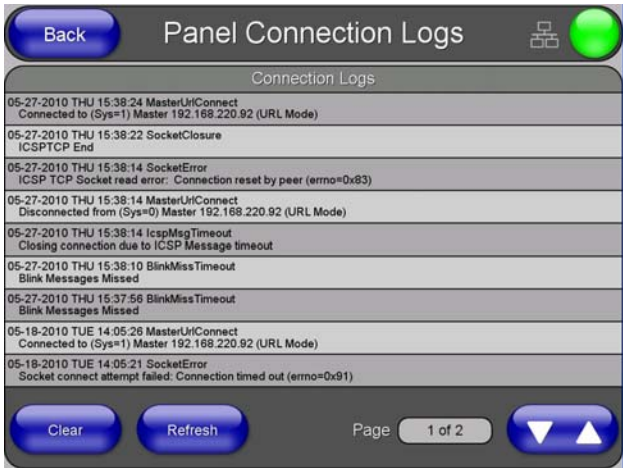 Back
Panel Connection Logs
Connection Logs
05-27-2010 THU 15:38:24 MasterUrlConnect
Connected to (Sys=1) Master 192.168.220.92 (URL Mode)
05-27-2010 THU 15:38:22 SocketClosure
ICSPTCP End
05-27-2010 THU 15:38:14 SocketError
ICSP TCP Socket read error: Connection reset by peer (errno=0x83)
05-27-2010 THU 15:38:14 MasterUrlConnect
Disconnected from (Sys=0) Master 192.168.220.92 (URL Mode)
05-27-2010 THU 15:38:14 IcspMsgTimeout
Closing connection due to ICSP Message timeout
05-27-2010 THU 15:38:10 BlinkMissTimeout
Blink Messages Missed
05-27-2010 THU 15:37:56 BlinkMissTimeout
Blink Messages Missed
05-18-2010 TUE 14:05:26 MasterUrlConnect
Connected to (Sys=1) Master 192.168.220.92 (URL Mode)
05-18-2010 TUE 14:05:21 SocketError
Socket connect attempt failed: Connection timed out (errno=0x91)
Clear
Refresh
Page
1 of 2